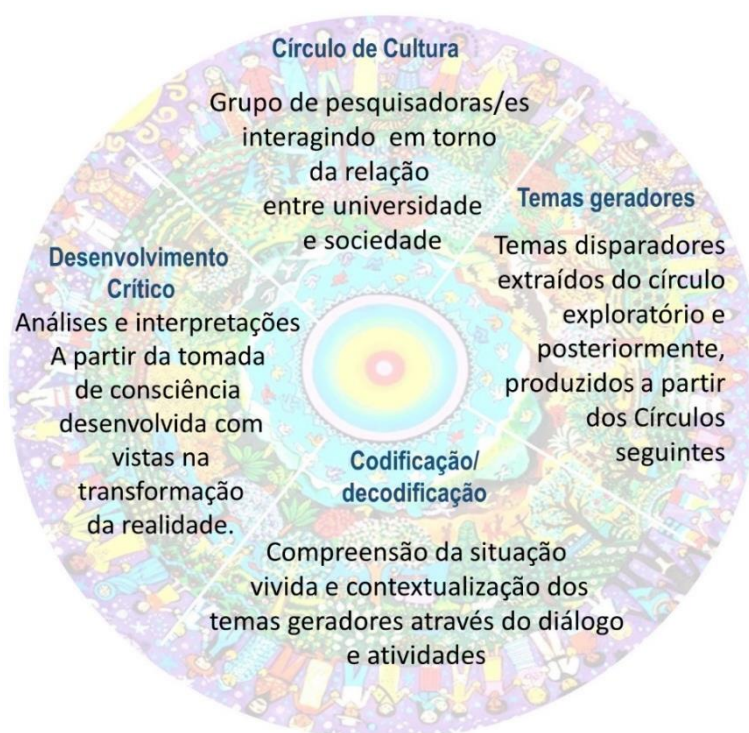 Círculo de Cultura
Grupo de pesquisadoras/es
interagindo em torno
da relação
entre universidade
e sociedade
Temas geradores
Temas disparadores
extraídos do círculo
exploratório e
posteriormente,
produzidos a partir
dos Círculos
seguintes
Codificação/
decodificação
Compreensão da situação
vivida e contextualização dos
temas geradores através do diálogo
e atividades
Desenvolvimento
Crítico
Análises e interpretações
A partir da tomada
de consciência
desenvolvida com
vistas na
transformação
da realidade.